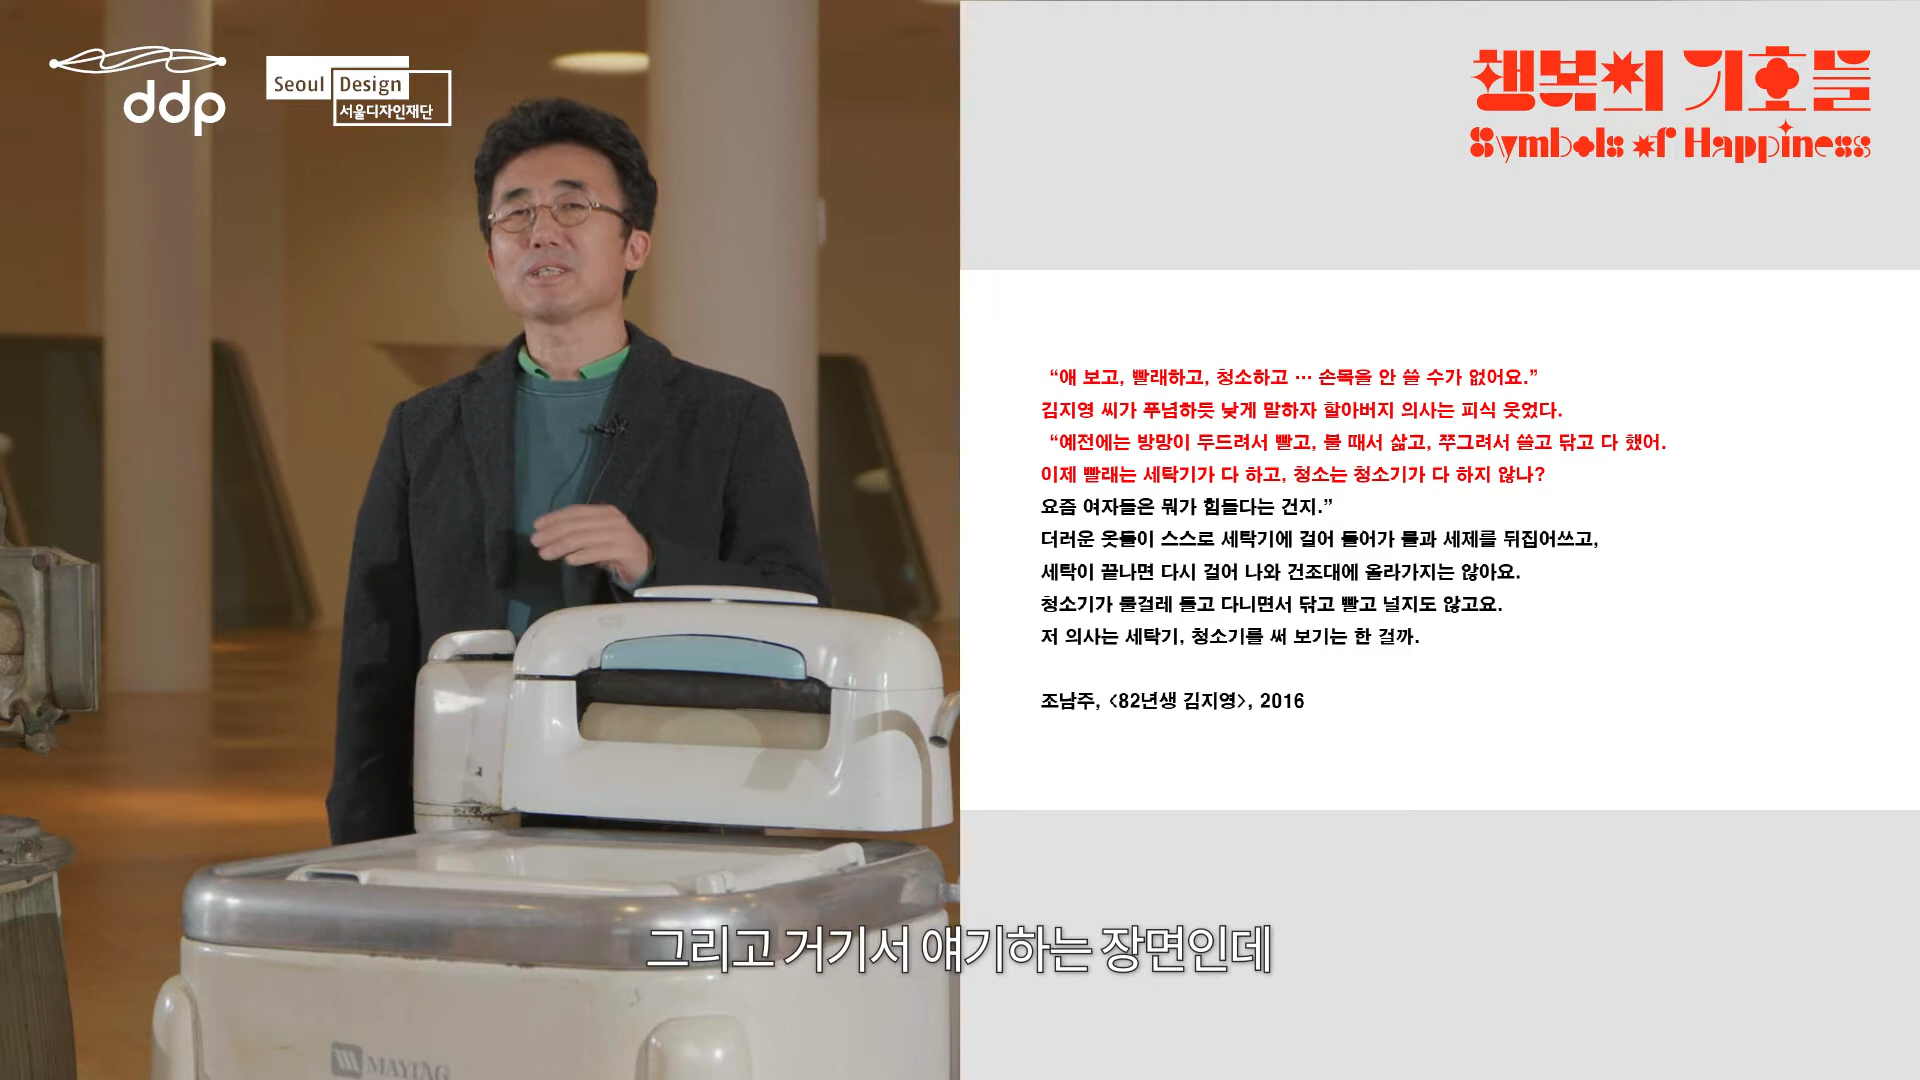 ddp
Seoul Design
서울디자인재단
행복의 기호들
Symbols of Happiness
“애 보고, 빨래하고, 청소하고 … 손목을 안 쓸 수가 없어요.”
김지영 씨가 푸념하듯 낮게 말하자 할아버지 의사는 피식 웃었다.
“예전에는 방망이 두드려서 빨고, 불 때서 삶고, 쭈그려서 쓸고 닦고 다 했어.
이제 빨래는 세탁기가 다 하고, 청소는 청소기가 다 하지 않나?
요즘 여자들은 뭐가 힘들다는 건지.”
더러운 옷들이 스스로 세탁기에 걸어 들어가 물과 세제를 뒤집어쓰고,
세탁이 끝나면 다시 걸어 나와 건조대에 올라가지는 않아요.
청소기가 물걸레 들고 다니면서 닦고 빨고 널지도 않고요.
저 의사는 세탁기, 청소기를 써 보기는 한 걸까.
조남주, <82년생 김지영>, 2016
그리고 거기서 얘기하는 장면인데
MAYTAG